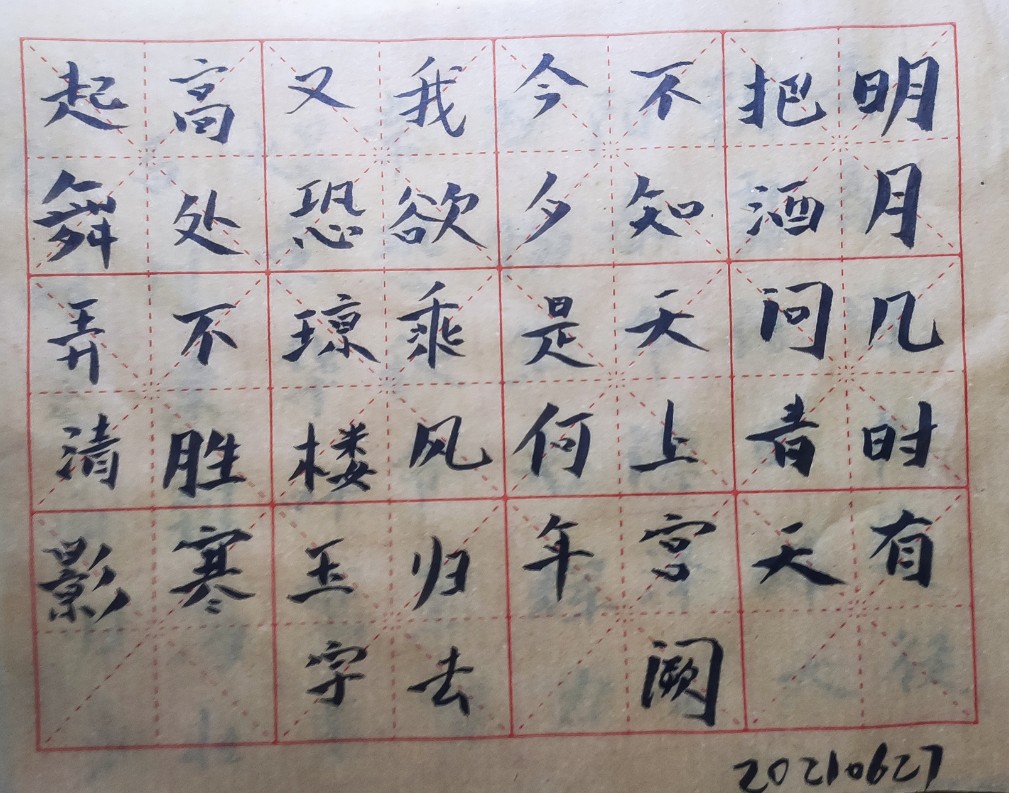 明月几时有
把酒问青天
不知天上宫阙
今夕是何年
我欲乘风归去
又恐琼楼玉宇
高处不胜寒
起舞弄清影
20210627